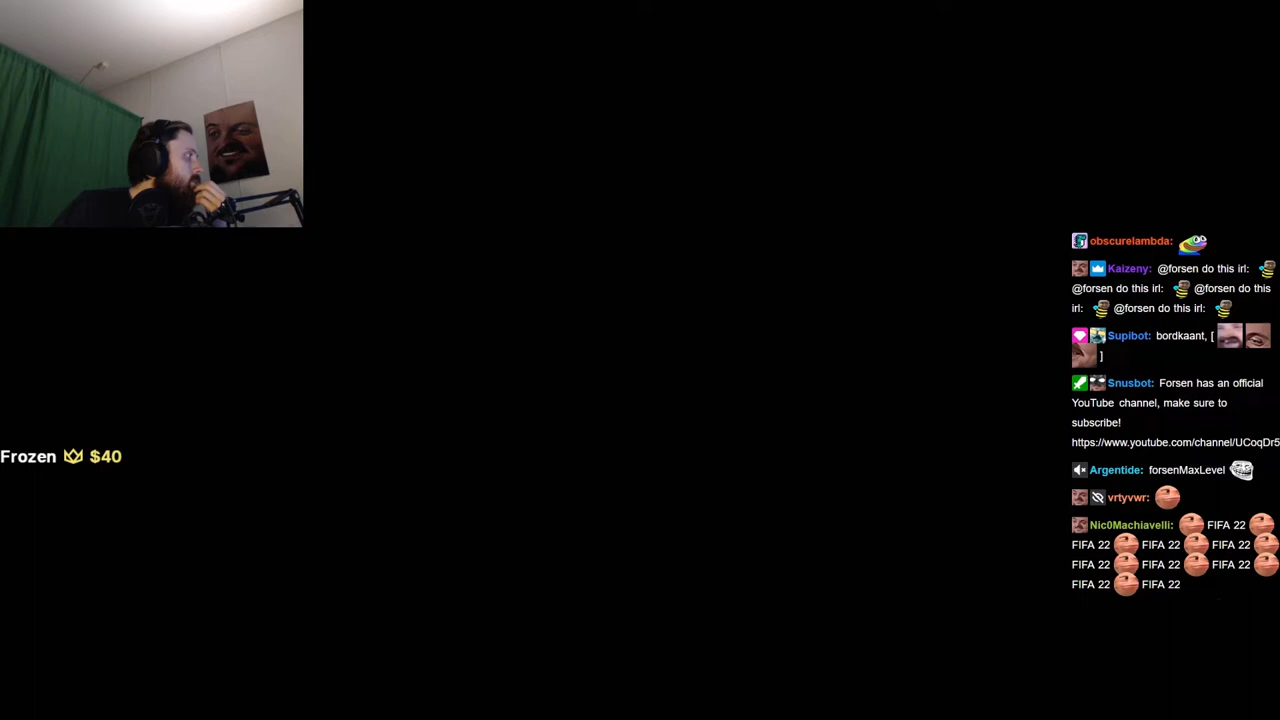 obscurelambda:
Kaizeny: @forsen do this irl:
@forsen do this irl: @forsen do this
irl: @forsen do this irl:
Supibot: bordkaant, [
]
Snusbot: Forsen has an official
YouTube channel, make sure to
subscribe!
https://www.youtube.com/channel/UCoqDr5
Argentide: forsenMaxLevel
vrtyvwr:
Nic0Machiavelli: FIFA 22
FIFA 22 FIFA 22 FIFA 22
FIFA 22 FIFA 22 FIFA 22
FIFA 22 FIFA 22
Frozen $40